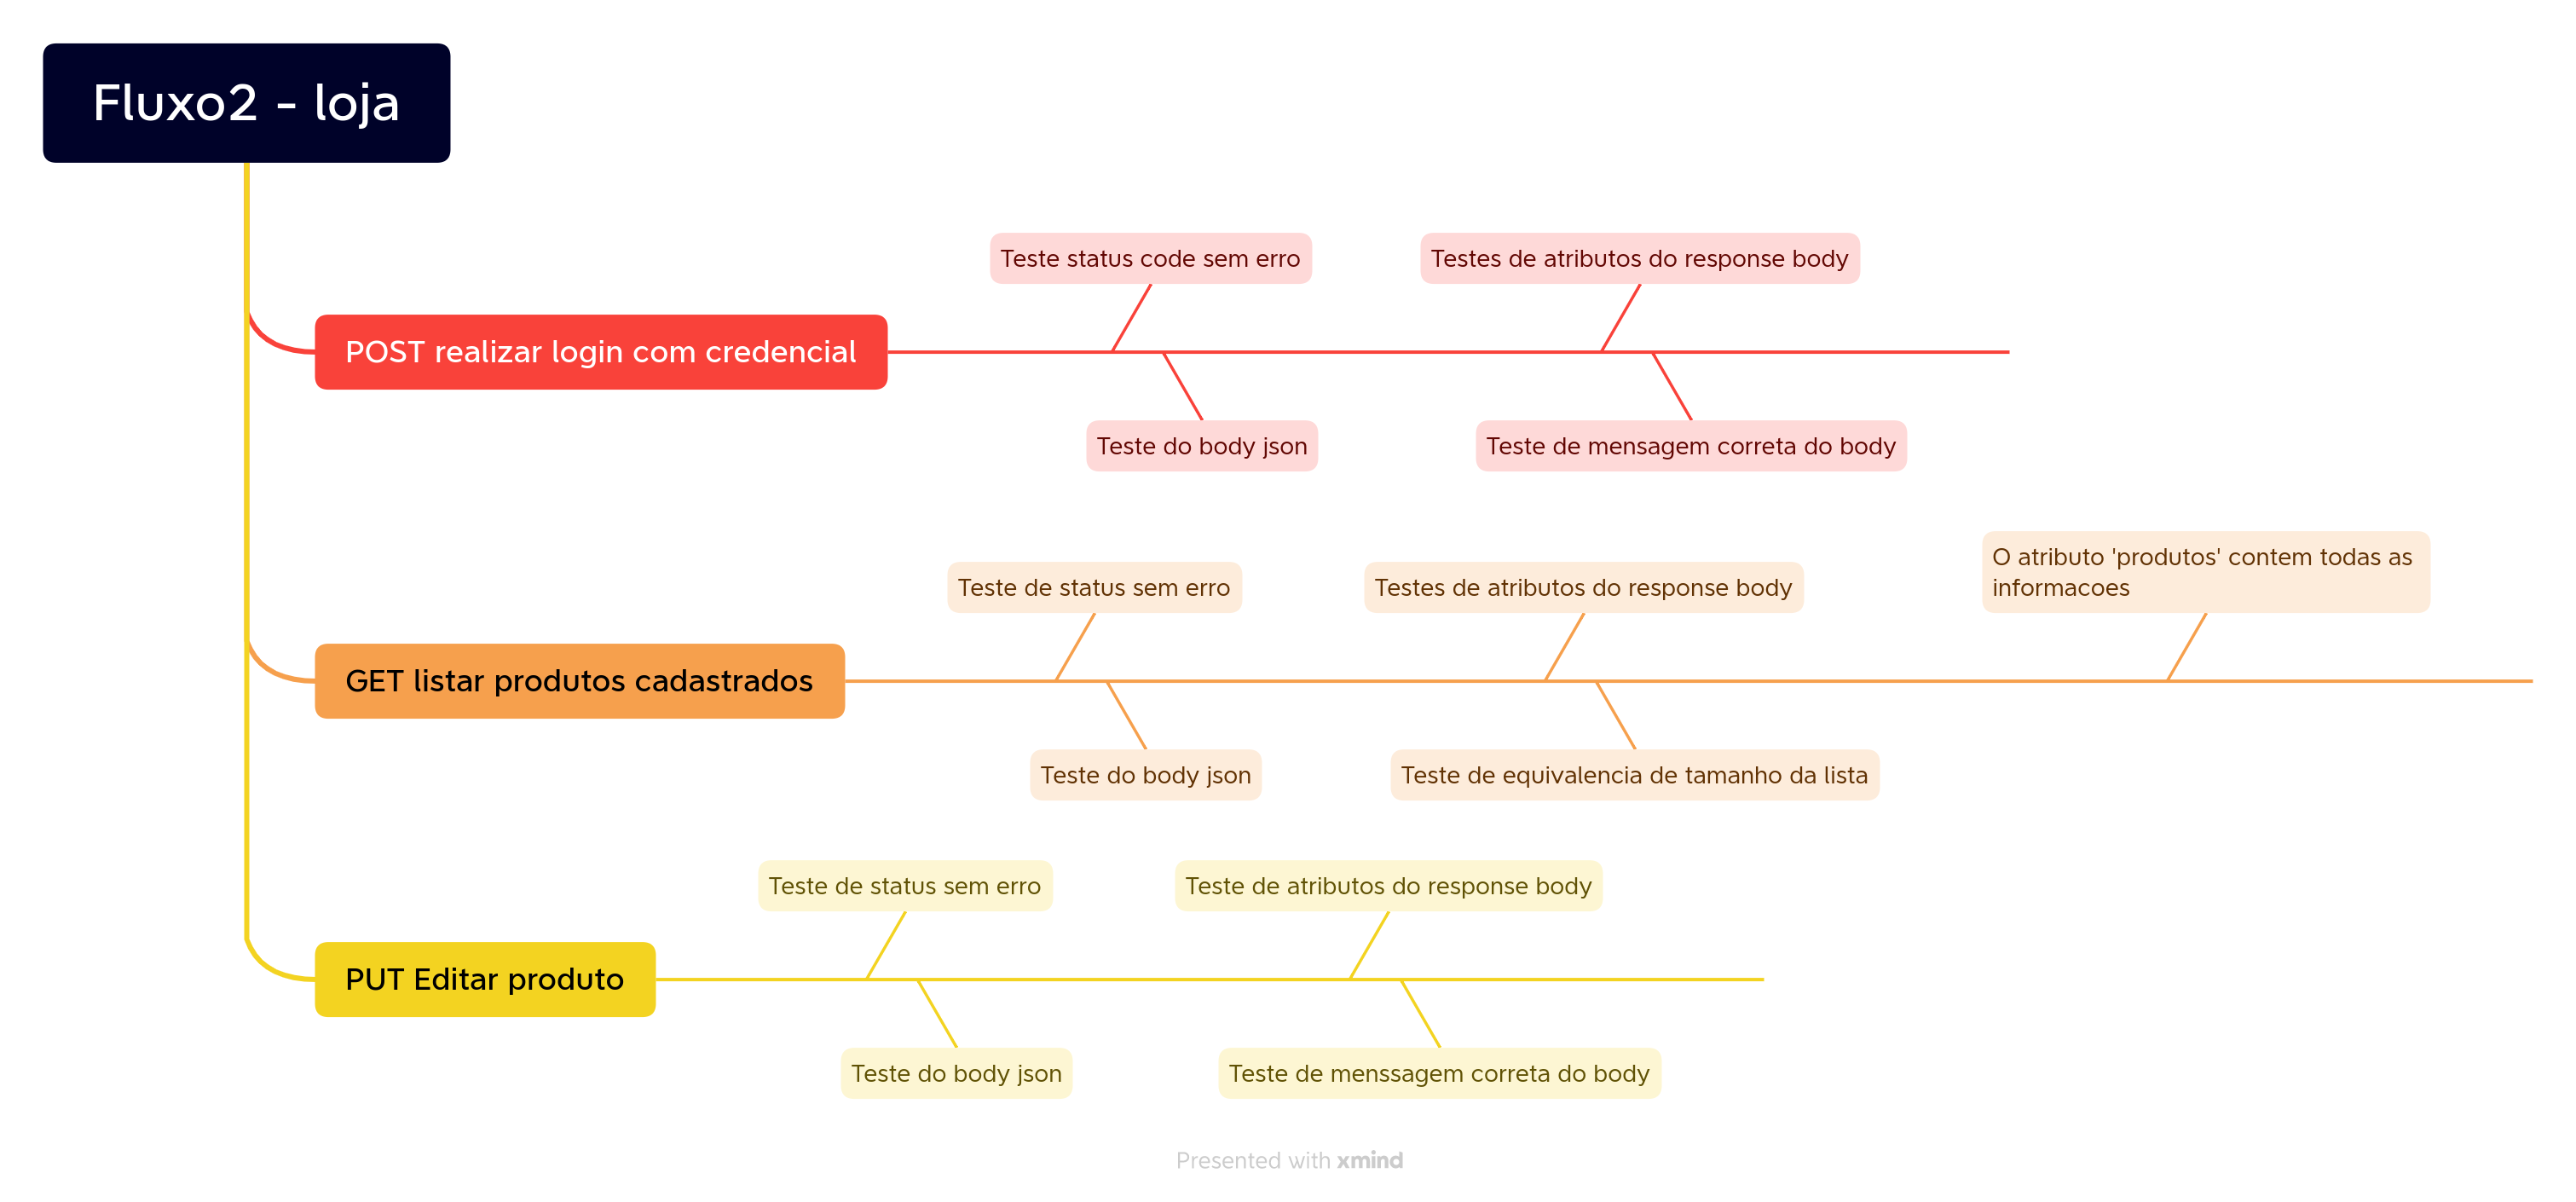 Fluxo2 - loja
Teste status code sem erro
Testes de atributos do response body
POST realizar login com credencial
Teste do body json
Teste de mensagem correta do body
O atributo 'produtos' contem todas as
informacoes
Teste de status sem erro
Testes de atributos do response body
GET listar produtos cadastrados
Teste do body json
Teste de equivalencia de tamanho da lista
Teste de status sem erro
Teste de atributos do response body
PUT Editar produto
Teste do body json
Teste de menssagem correta do body
Presented with xmind